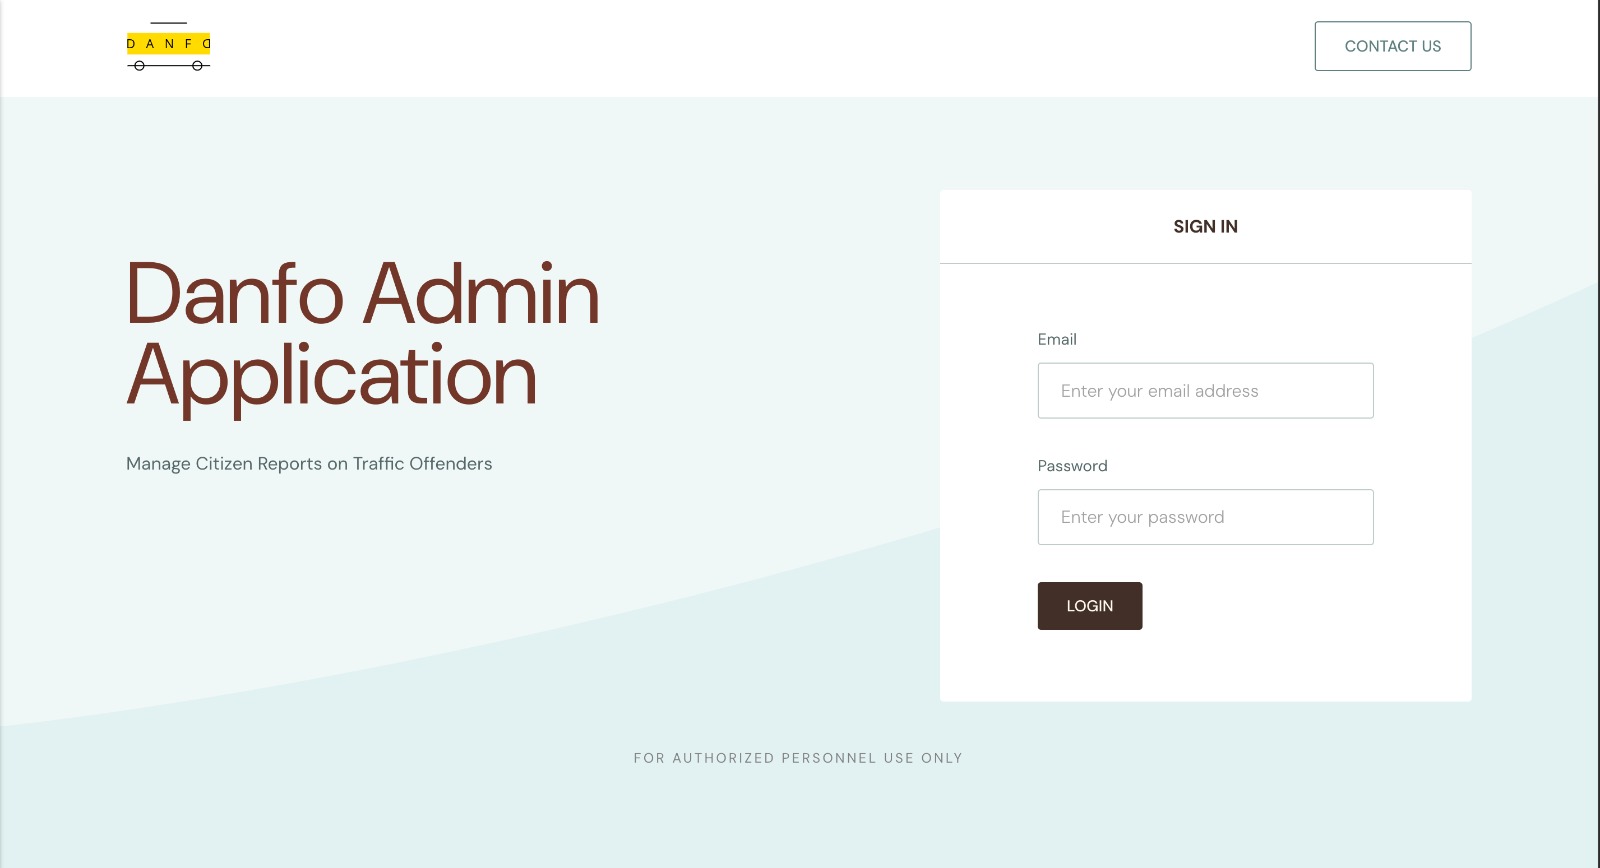 DANFO
CONTACT US
SIGN IN
Danfo Admin
Application
Manage Citizen Reports on Traffic Offenders
Email
Enter your email address
Password
Enter your password
LOGIN
FOR AUTHORIZED PERSONNEL USE ONLY